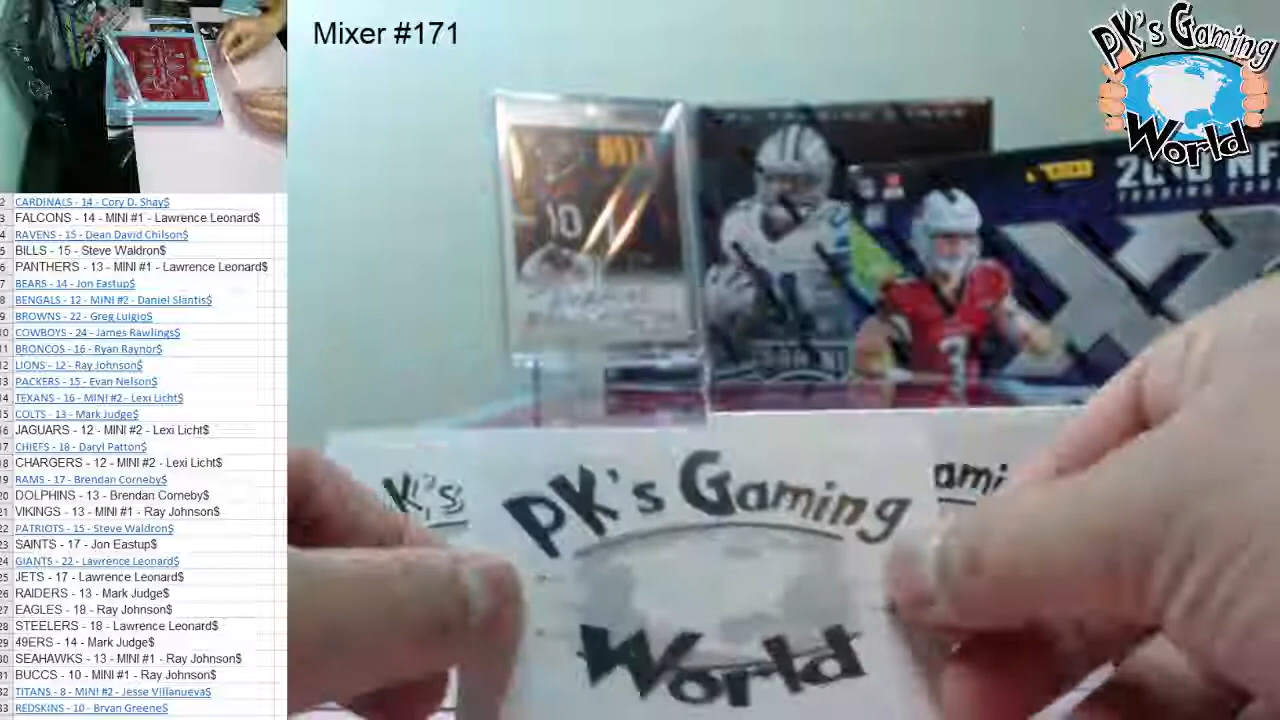 Mixer #171
PK's Gaming
World
CARDINALS - 14 - Cory D. Shay$
FALCONS - 14 - MINI #1 - Lawrence Leonard$
RAVENS - 15 - Dean David Chilson$
BILLS - 15 - Steve Waldron$
PANTHERS - 13 - MINI #1 - Lawrence Leonard$
BEARS - 14 - Jon Eastup$
BENGALS - 12 - MINI #2 - Daniel Slantis$
BROWNS - 22 - Greg Luigio$
COWBOYS - 24 - James Rawlings$
BRONCOS - 16 - Ryan Raynor$
LIONS - 12 - Ray Johnson$
PACKERS - 15 - Evan Nelson$
TEXANS - 16 - MINI #2 - Lexi Licht$
COLTS - 13 - Mark Judge$
JAGUARS - 12 - MINI #2 - Lexi Licht$
CHIEFS - 18 - Daryl Patton$
CHARGERS - 12 - MINI #2 - Lexi Licht$
RAMS - 17 - Brendan Corneby$
DOLPHINS - 13 - Brendan Corneby$
VIKINGS - 13 - MINI #1 - Ray Johnson$
PATRIOTS - 15 - Steve Waldron$
SAINTS - 17 - Jon Eastup$
GIANTS - 22 - Lawrence Leonard$
JETS - 17 - Lawrence Leonard$
RAIDERS - 13 - Mark Judge$
EAGLES - 18 - Ray Johnson$
STEELERS - 18 - Lawrence Leonard$
49ERS - 14 - Mark Judge$
SEAHAWKS - 13 - MINI #1 - Ray Johnson$
BUCCS - 10 - MINI #1 - Ray Johnson$
TITANS - 8 - MINI #2 - Jesse Villanueva$
REDSKINS - 10 - Bryan Greene$
10
3
PANINI
NF
K's
ami
PK's Gaming
World